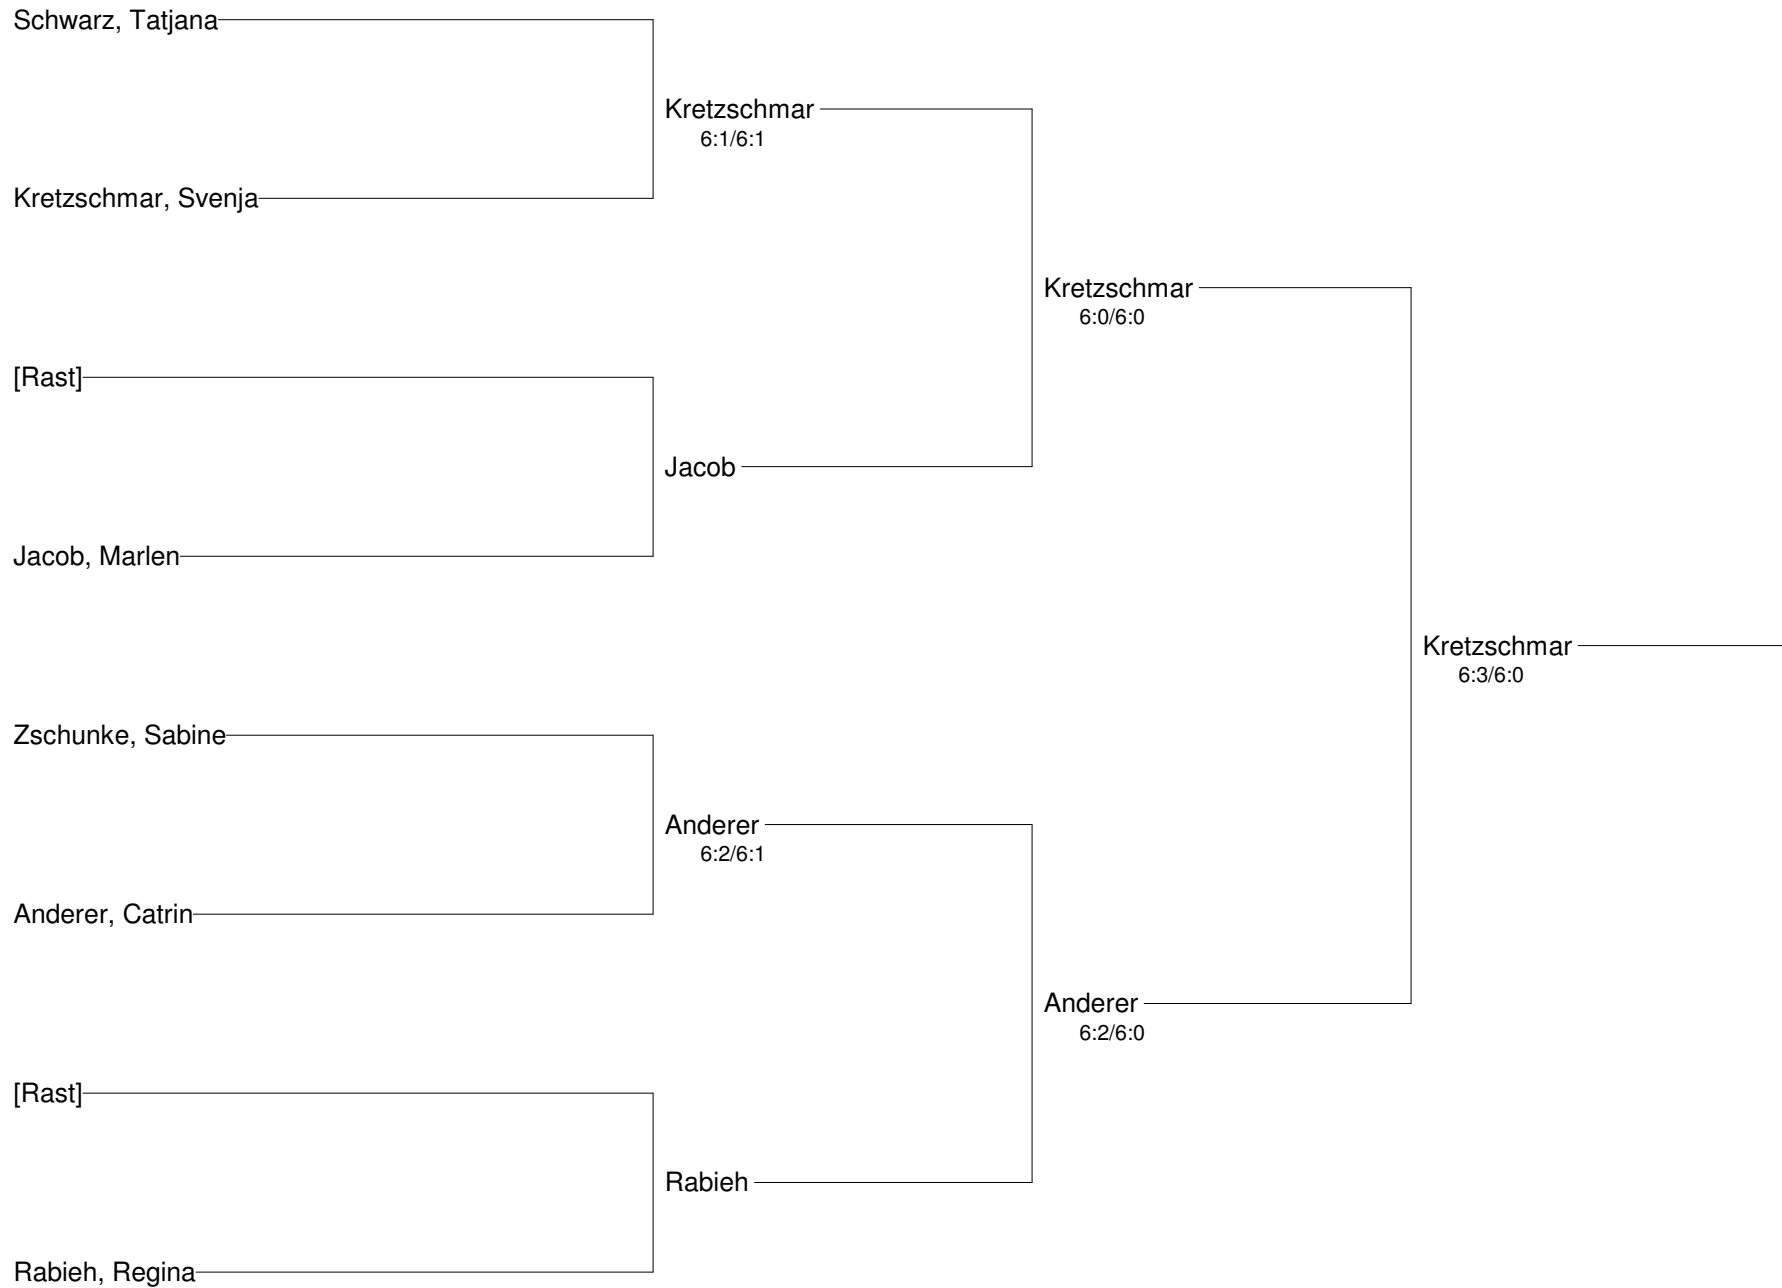 Schwarz, Tatjana
Kretzschmar
6:1/6:1
Kretzschmar, Svenja
Kretzschmar
6:0/6:0
[Rast]
Jacob
Jacob, Marlen
Kretzschmar
6:3/6:0
Zschunke, Sabine
Anderer
6:2/6:1
Anderer, Catrin
Anderer
6:2/6:0
[Rast]
Rabieh
Rabieh, Regina